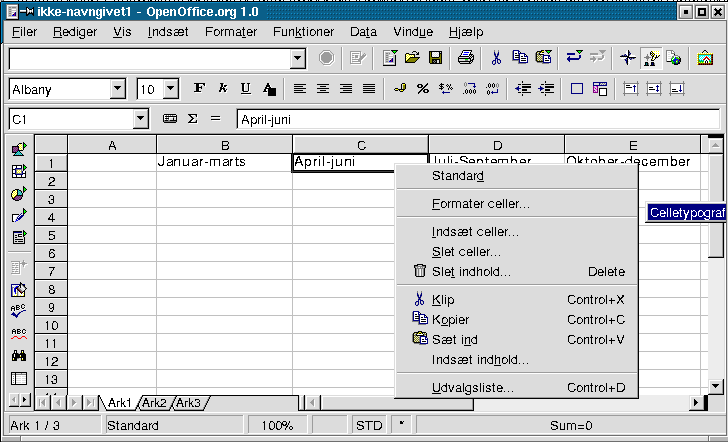 ikke-navngivet1 - OpenOffice.org 1.0
Filer Rediger Vis Indsæt Formater Funktioner Data Vindue Hjælp
Albany 10 F K U A %
C1 Σ = April-juni
A B C D E
1 Januar-marts April-juni Juli-September Oktober-december
2
3
4
5
6
7
8
9
10
11
12
13
Standard
Formater celler...
Celletypograf
Indsæt celler...
Slet celler...
Slet indhold... Delete
Klip Control+X
Kopier Control+C
Sæt ind Control+V
Indsæt indhold...
Udvalgsliste... Control+D
ABC
ABC
Ark1 Ark2 Ark3
Ark 1 / 3 Standard 100% STD * Sum=0